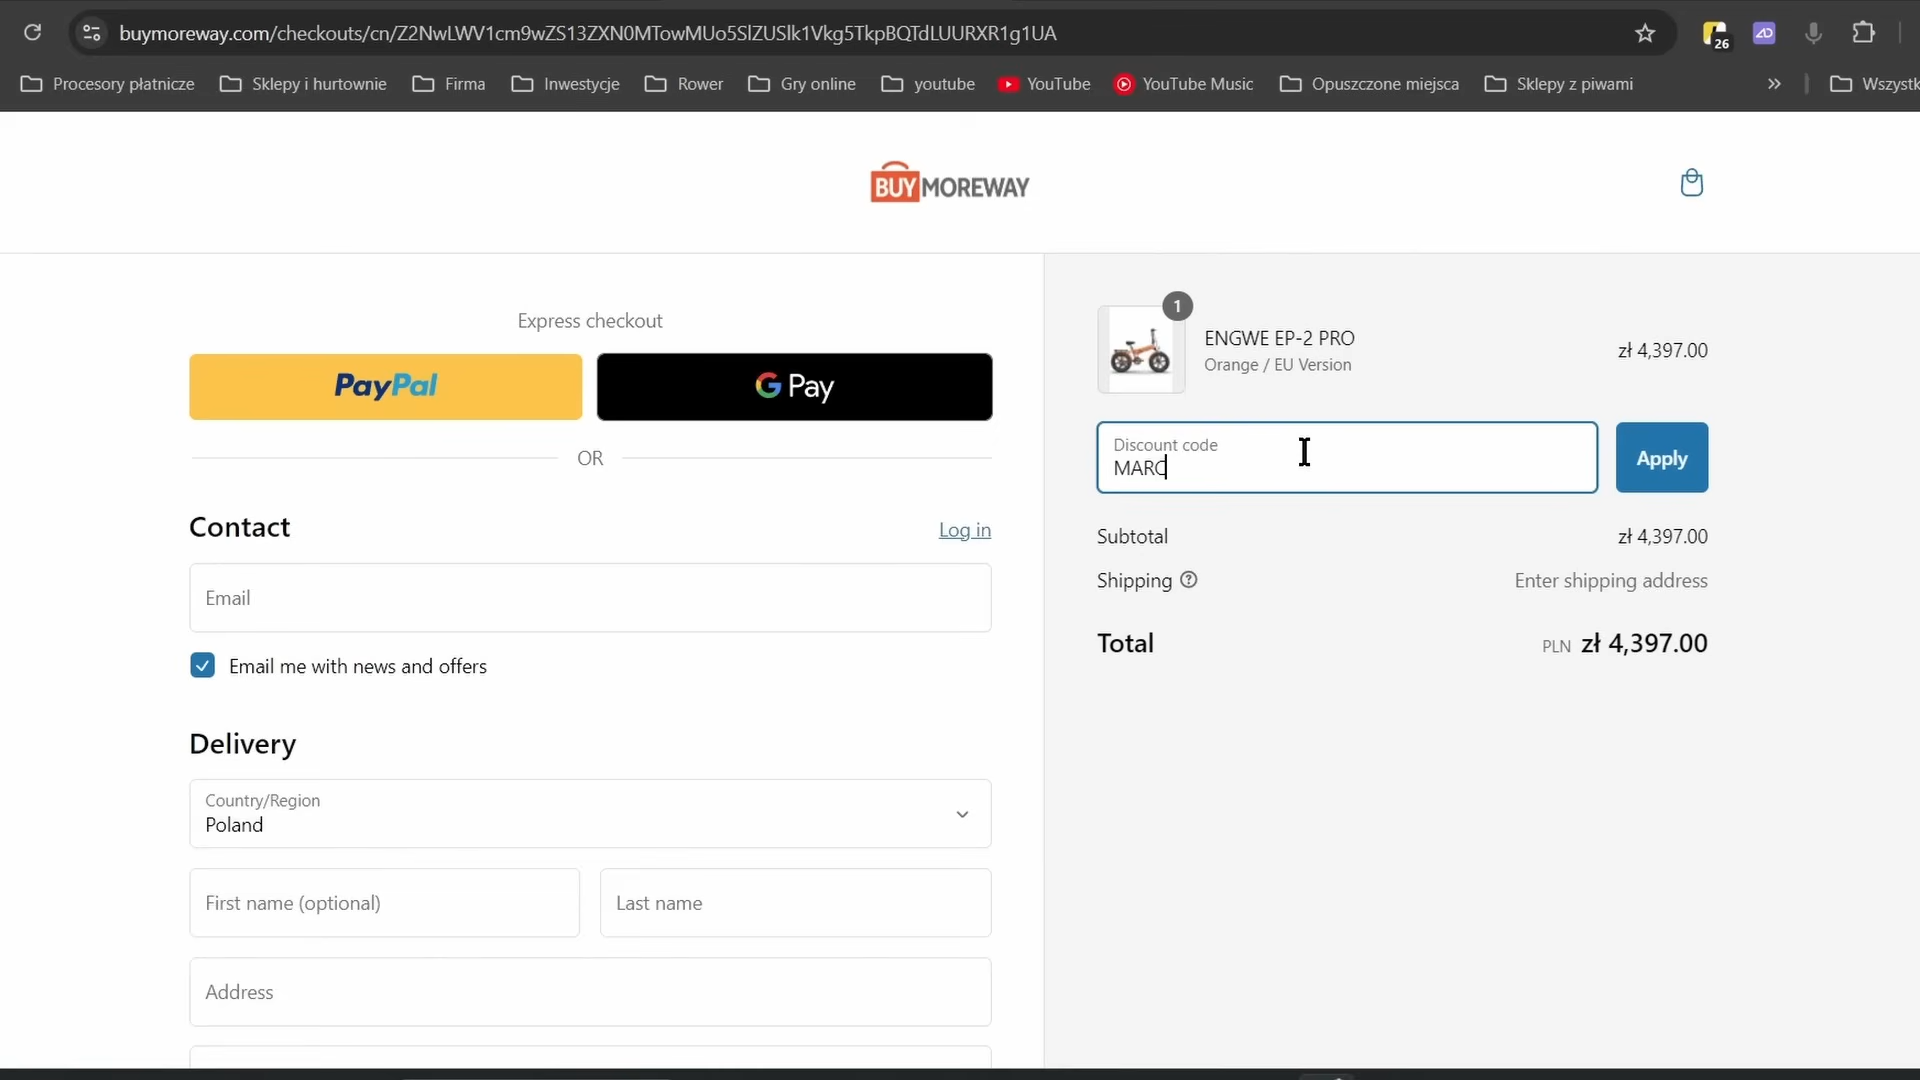 buymoreway.com/checkouts/cn/Z2NwLWV1cm9wZS13ZXN0MTowMUo5SlZUSlk1Vkg5TkpBQTdLUURXR1g1UA
26
Procesory płatnicze
Sklepy i hurtownie
Firma
Inwestycje
Rower
Gry online
youtube
YouTube
YouTube Music
Opuszczone miejsca
Sklepy z piwami
Wszystk
BUYMOREWAY
Express checkout
PayPal
G Pay
OR
Contact
Log in
Email
Email me with news and offers
Delivery
Country/Region
Poland
First name (optional)
Last name
Address
1
ENGWE EP-2 PRO
zł 4,397.00
Orange / EU Version
Discount code
MARC
Apply
Subtotal
zł 4,397.00
Shipping
Enter shipping address
Total
PLN zł 4,397.00